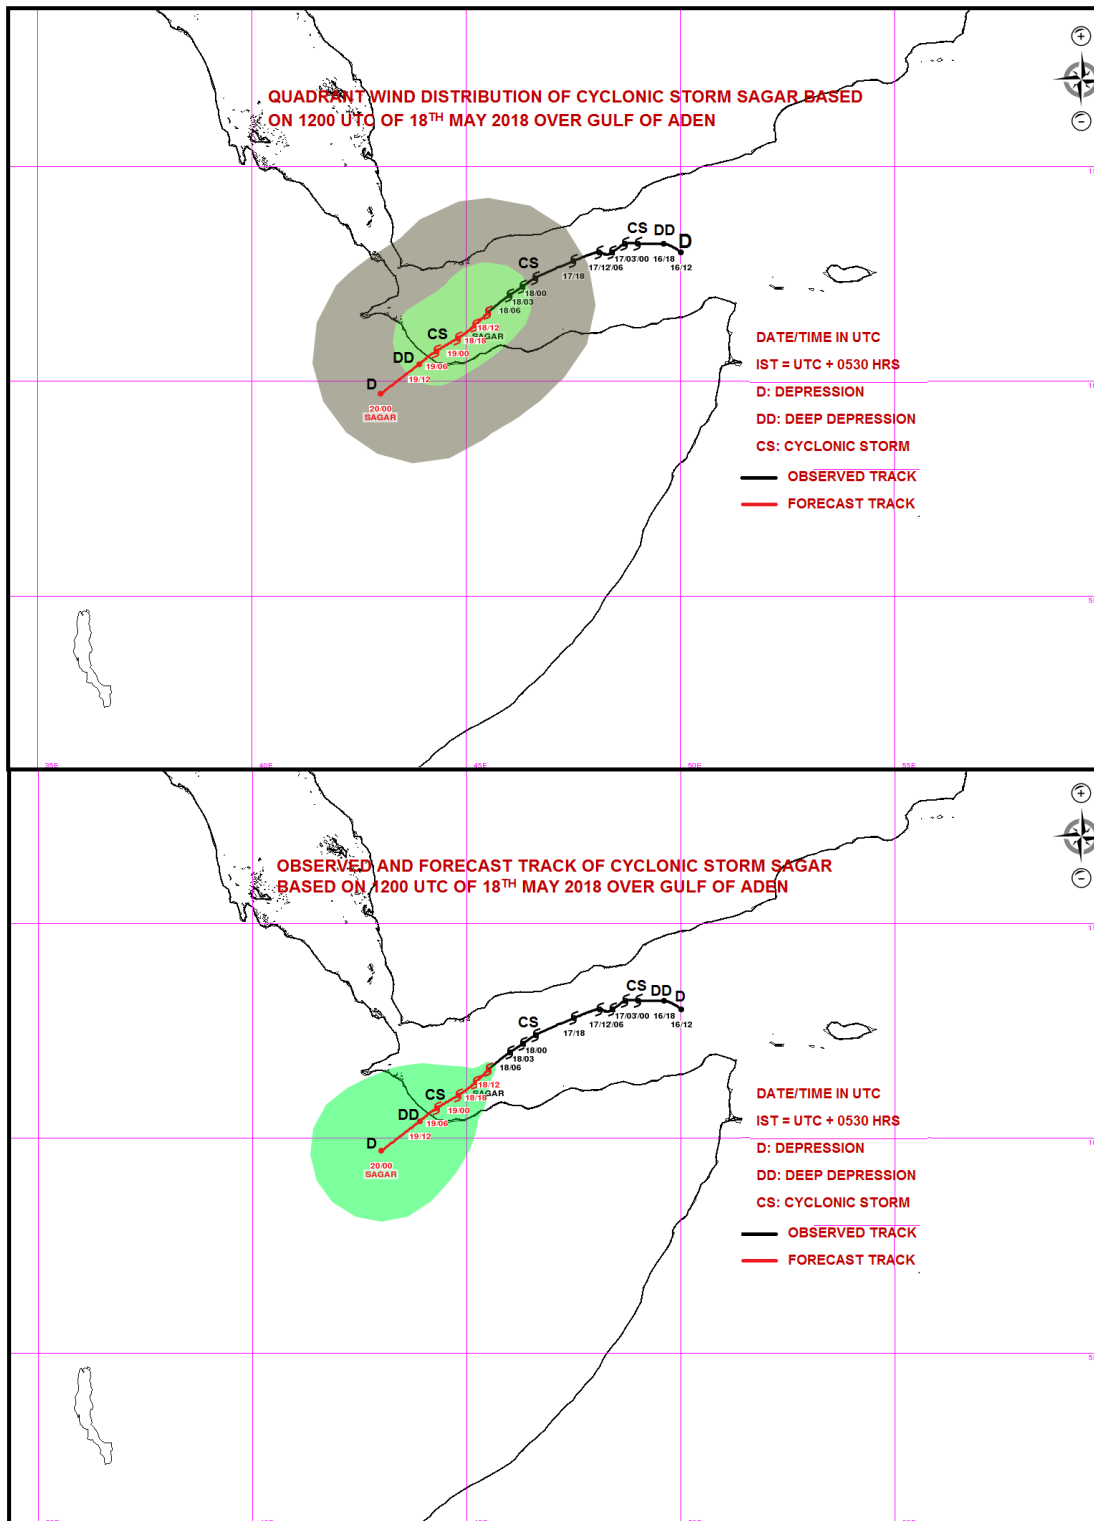 QUADRANT WIND DISTRIBUTION OF CYCLONIC STORM SAGAR BASED
ON 1200 UTC OF 18TH MAY 2018 OVER GULF OF ADEN
CS DD D
17/18 17/12/06 17/03/00 16/18 16/12
CS
18/00
18/03
18/06
18/12
SAGAR
18/18
CS
19/00
19/06
DD
19/12
D
20/00
SAGAR
DATE/TIME IN UTC
IST = UTC + 0530 HRS
D: DEPRESSION
DD: DEEP DEPRESSION
CS: CYCLONIC STORM
OBSERVED TRACK
FORECAST TRACK
35E 40E 45E 50E 55E
OBSERVED AND FORECAST TRACK OF CYCLONIC STORM SAGAR
BASED ON 1200 UTC OF 18TH MAY 2018 OVER GULF OF ADEN
CS DD D
17/18 17/12/06 17/03/00 16/18 16/12
CS
18/00
18/03
18/06
18/12
SAGAR
18/18
CS
19/00
19/06
DD
19/12
D
20/00
SAGAR
DATE/TIME IN UTC
IST = UTC + 0530 HRS
D: DEPRESSION
DD: DEEP DEPRESSION
CS: CYCLONIC STORM
OBSERVED TRACK
FORECAST TRACK